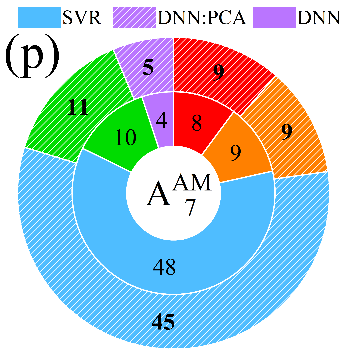 SVR DNN:PCA DNN
(p)
5 9
11 4 8 9
10 9
A AM 7
48
45